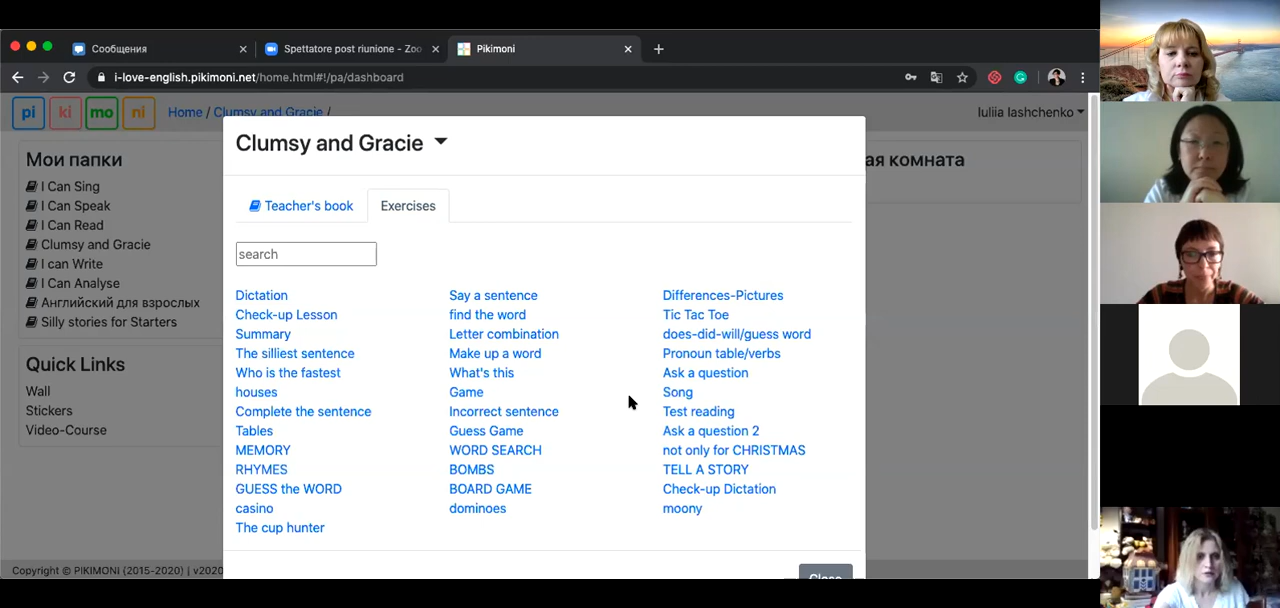 Сообщения
Spettatore post riunione - Zoo
Pikimoni
i-love-english.pikimoni.net/home.html#!/pa/dashboard
pi ki mo ni
Home / Clumsy and Gracie /
Iuliia Iashchenko
Мои папки
I Can Sing
I Can Speak
I Can Read
Clumsy and Gracie
I can Write
I Can Analyse
Английский для взрослых
Silly stories for Starters
Quick Links
Wall
Stickers
Video-Course
Clumsy and Gracie
Teacher's book
Exercises
search
Dictation
Check-up Lesson
Summary
The silliest sentence
Who is the fastest
houses
Complete the sentence
Tables
MEMORY
RHYMES
GUESS the WORD
casino
The cup hunter
Say a sentence
find the word
Letter combination
Make up a word
What's this
Game
Incorrect sentence
Guess Game
WORD SEARCH
BOMBS
BOARD GAME
dominoes
Differences-Pictures
Tic Tac Toe
does-did-will/guess word
Pronoun table/verbs
Ask a question
Song
Test reading
Ask a question 2
not only for CHRISTMAS
TELL A STORY
Check-up Dictation
moony
Close
ая комната
Copyright © PIKIMONI (2015-2020) | v2020